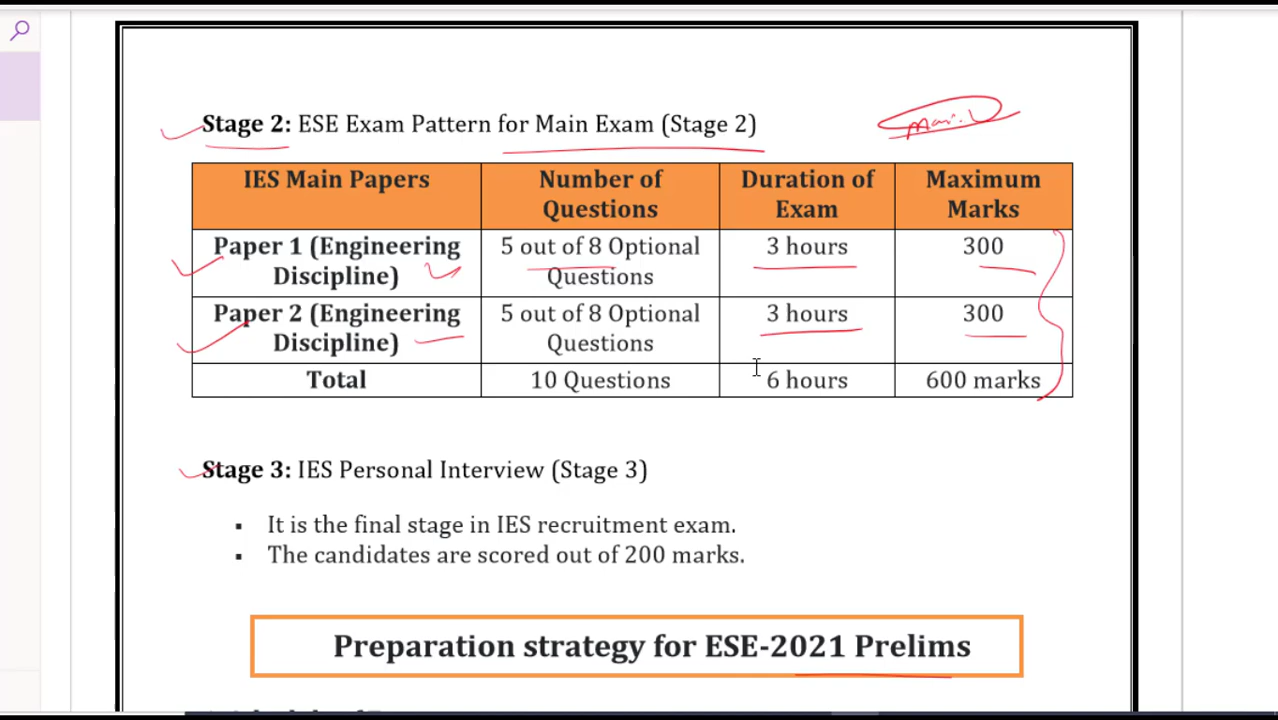 Stage 2: ESE Exam Pattern for Main Exam (Stage 2)
IES Main Papers
Number of
Questions
Duration of
Exam
Maximum
Marks
Paper 1 (Engineering
Discipline)
5 out of 8 Optional
Questions
3 hours
300
Paper 2 (Engineering
Discipline)
5 out of 8 Optional
Questions
3 hours
300
Total
10 Questions
6 hours
600 marks
Stage 3: IES Personal Interview (Stage 3)
▪ It is the final stage in IES recruitment exam.
▪ The candidates are scored out of 200 marks.
Preparation strategy for ESE-2021 Prelims